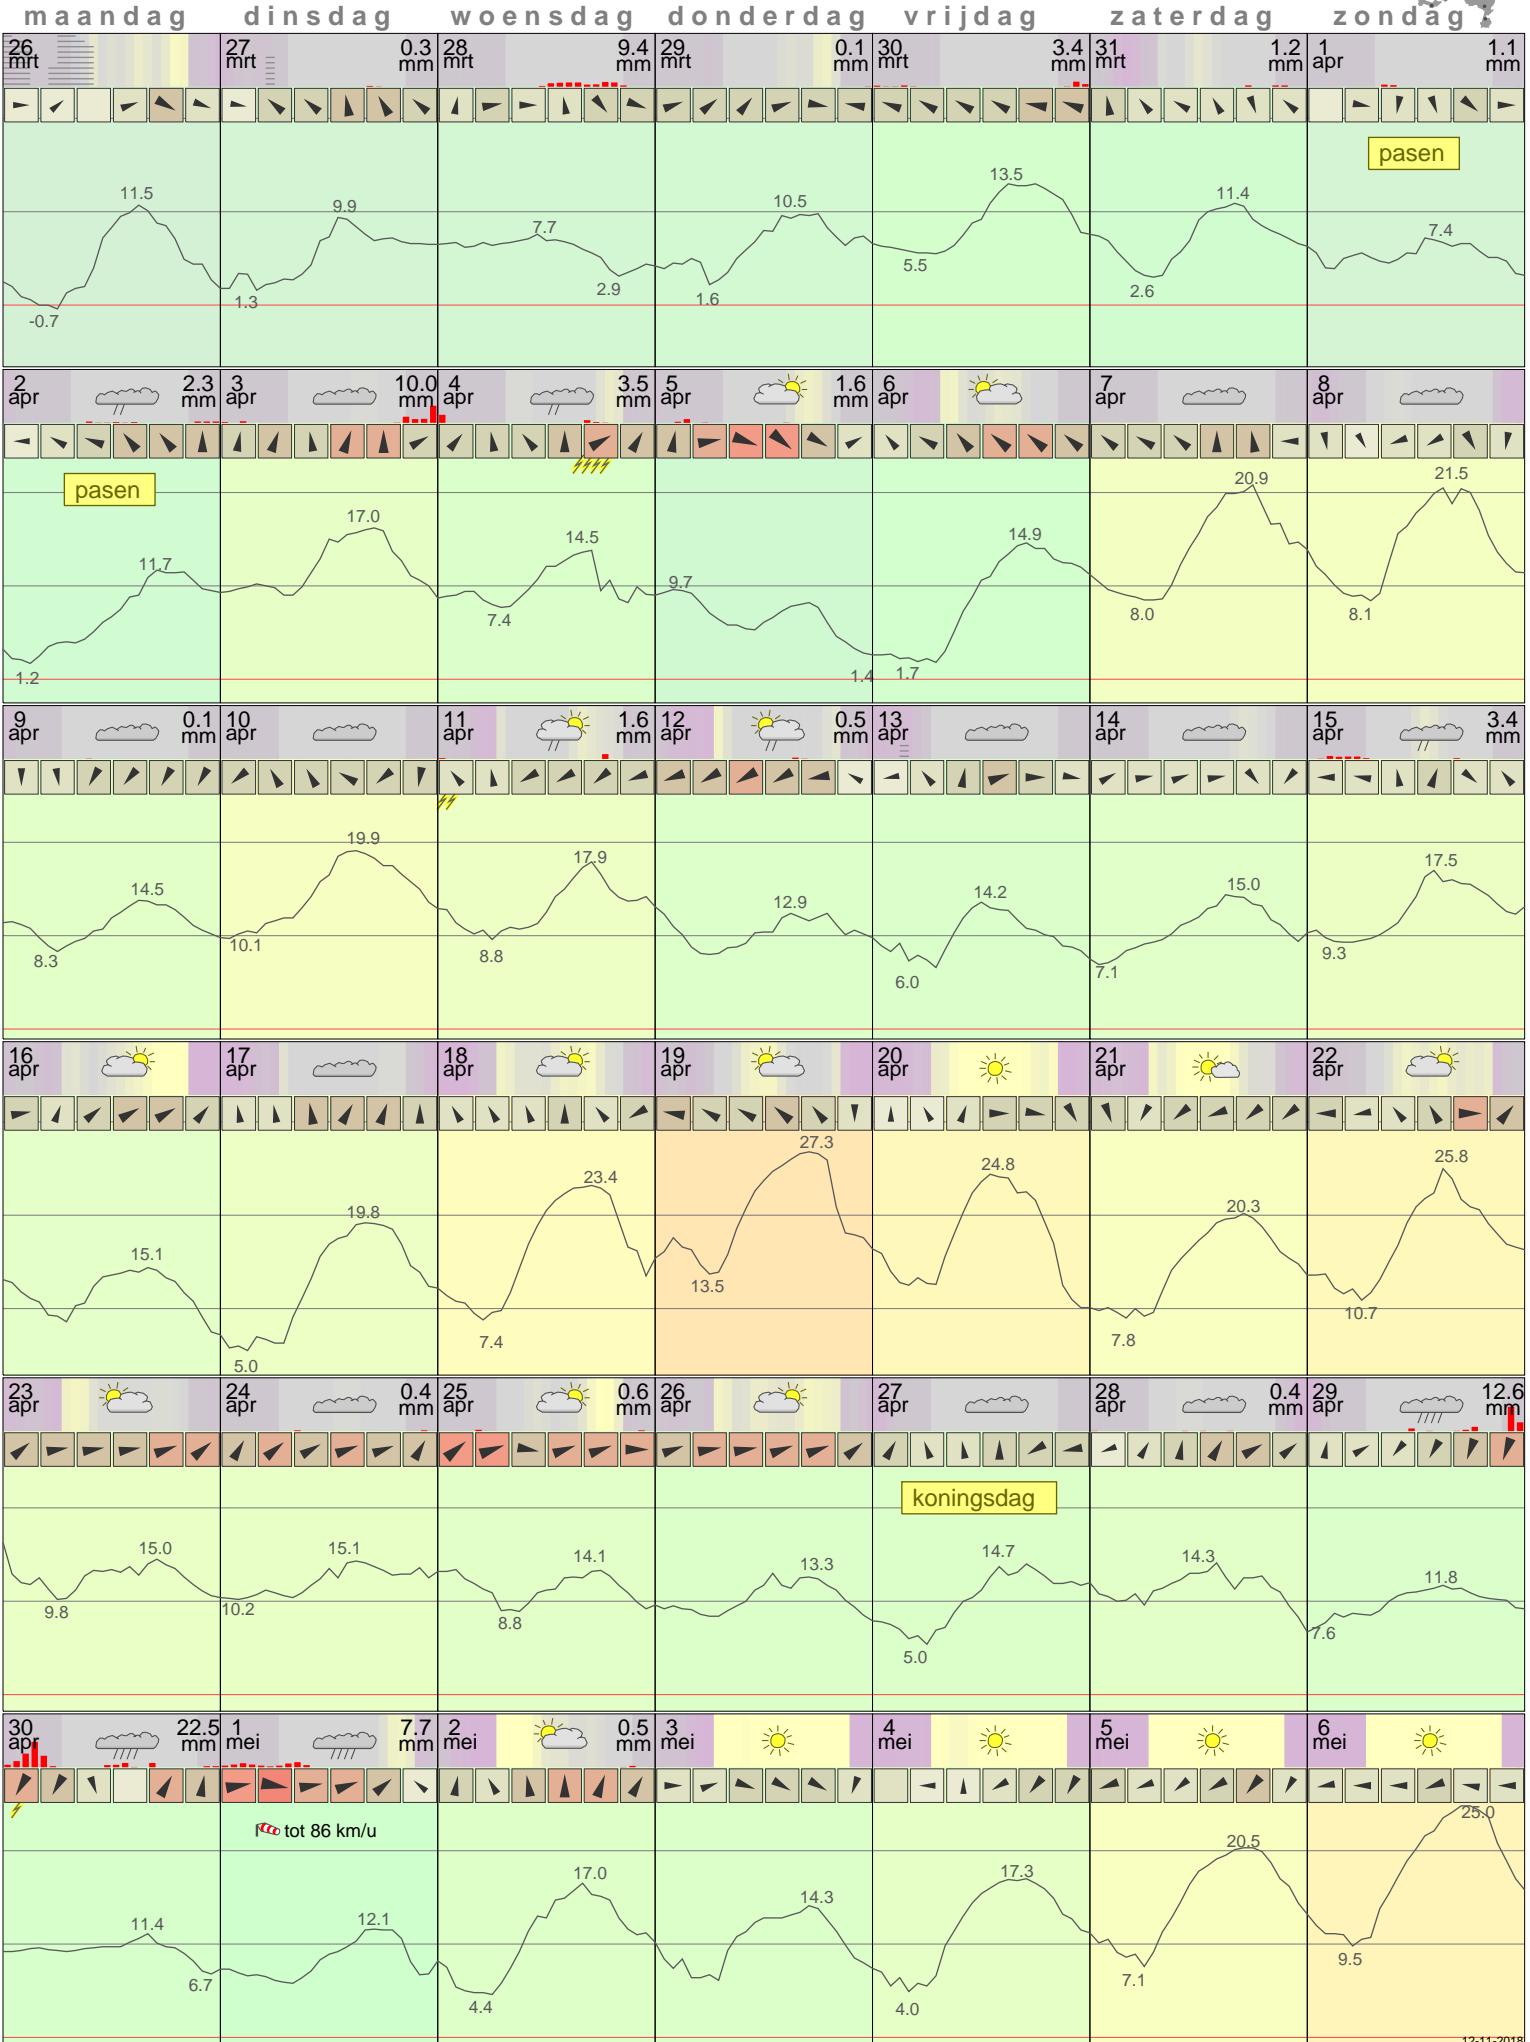 maandag dinsdag woensdag donderdag vrijdag zaterdag zondag
26 27 0.3 28 9.4 29 0.1 30 3.4 31 1.2 1 1.1
mrt mrt mm mrt mm mrt mm mrt mm mrt mm apr mm
pasen
11.5 9.9 7.7 10.5 13.5 11.4 7.4
-0.7 1.3 2.9 1.6 5.5 2.6
2 2.3 3 10.0 4 3.5 5 1.6 6 7 8
apr mm apr mm apr mm apr mm apr apr apr
pasen
11.7 17.0 14.5 9.7 14.9 20.9 21.5
1.2 7.4 1.4 1.7 8.0 8.1
9 0.1 10 11 1.6 12 0.5 13 14 15 3.4
apr mm apr apr mm apr mm apr apr apr mm
14.5 19.9 17.9 12.9 14.2 15.0 17.5
8.3 10.1 8.8 6.0 7.1 9.3
16 17 18 19 20 21 22
apr apr apr apr apr apr apr
15.1 19.8 23.4 27.3 24.8 20.3 25.8
5.0 7.4 13.5 7.8 10.7
23 24 0.4 25 0.6 26 27 28 0.4 29 12.6
apr apr mm apr mm apr apr apr mm apr mm
koningsdag
15.0 15.1 14.1 13.3 14.7 14.3 11.8
9.8 10.2 8.8 5.0 7.6
30 22.5 1 7.7 2 0.5 3 4 5 6
apr mm mei mm mei mm mei mei mei mei
tot 86 km/u
11.4 12.1 17.0 14.3 17.3 20.5 25.0
6.7 4.4 4.0 7.1 9.5
12-11-2018